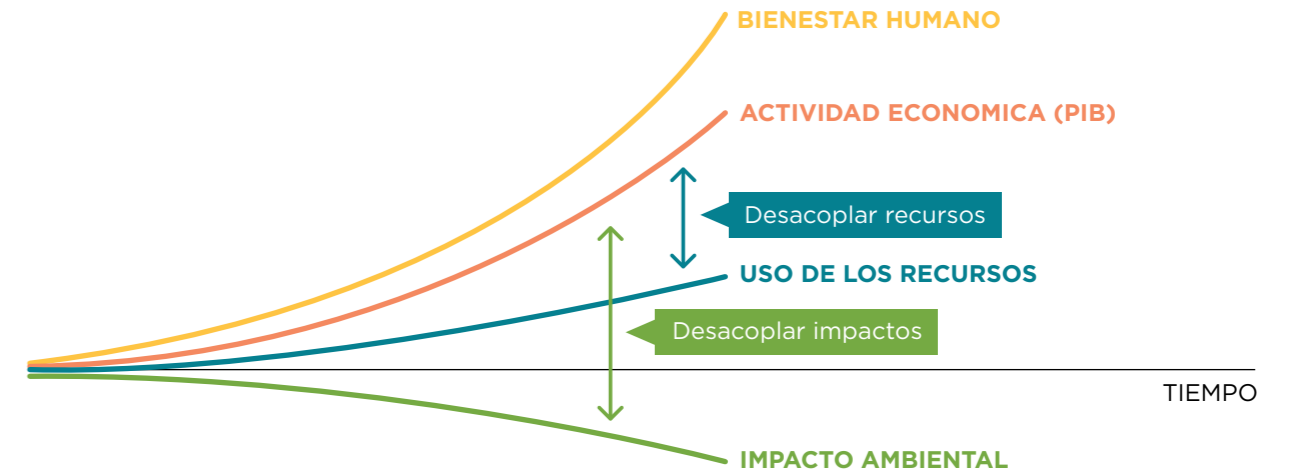 BIENESTAR HUMANO
ACTIVIDAD ECONOMICA (PIB)
Desacoplar recursos
USO DE LOS RECURSOS
Desacoplar impactos
TIEMPO
IMPACTO AMBIENTAL